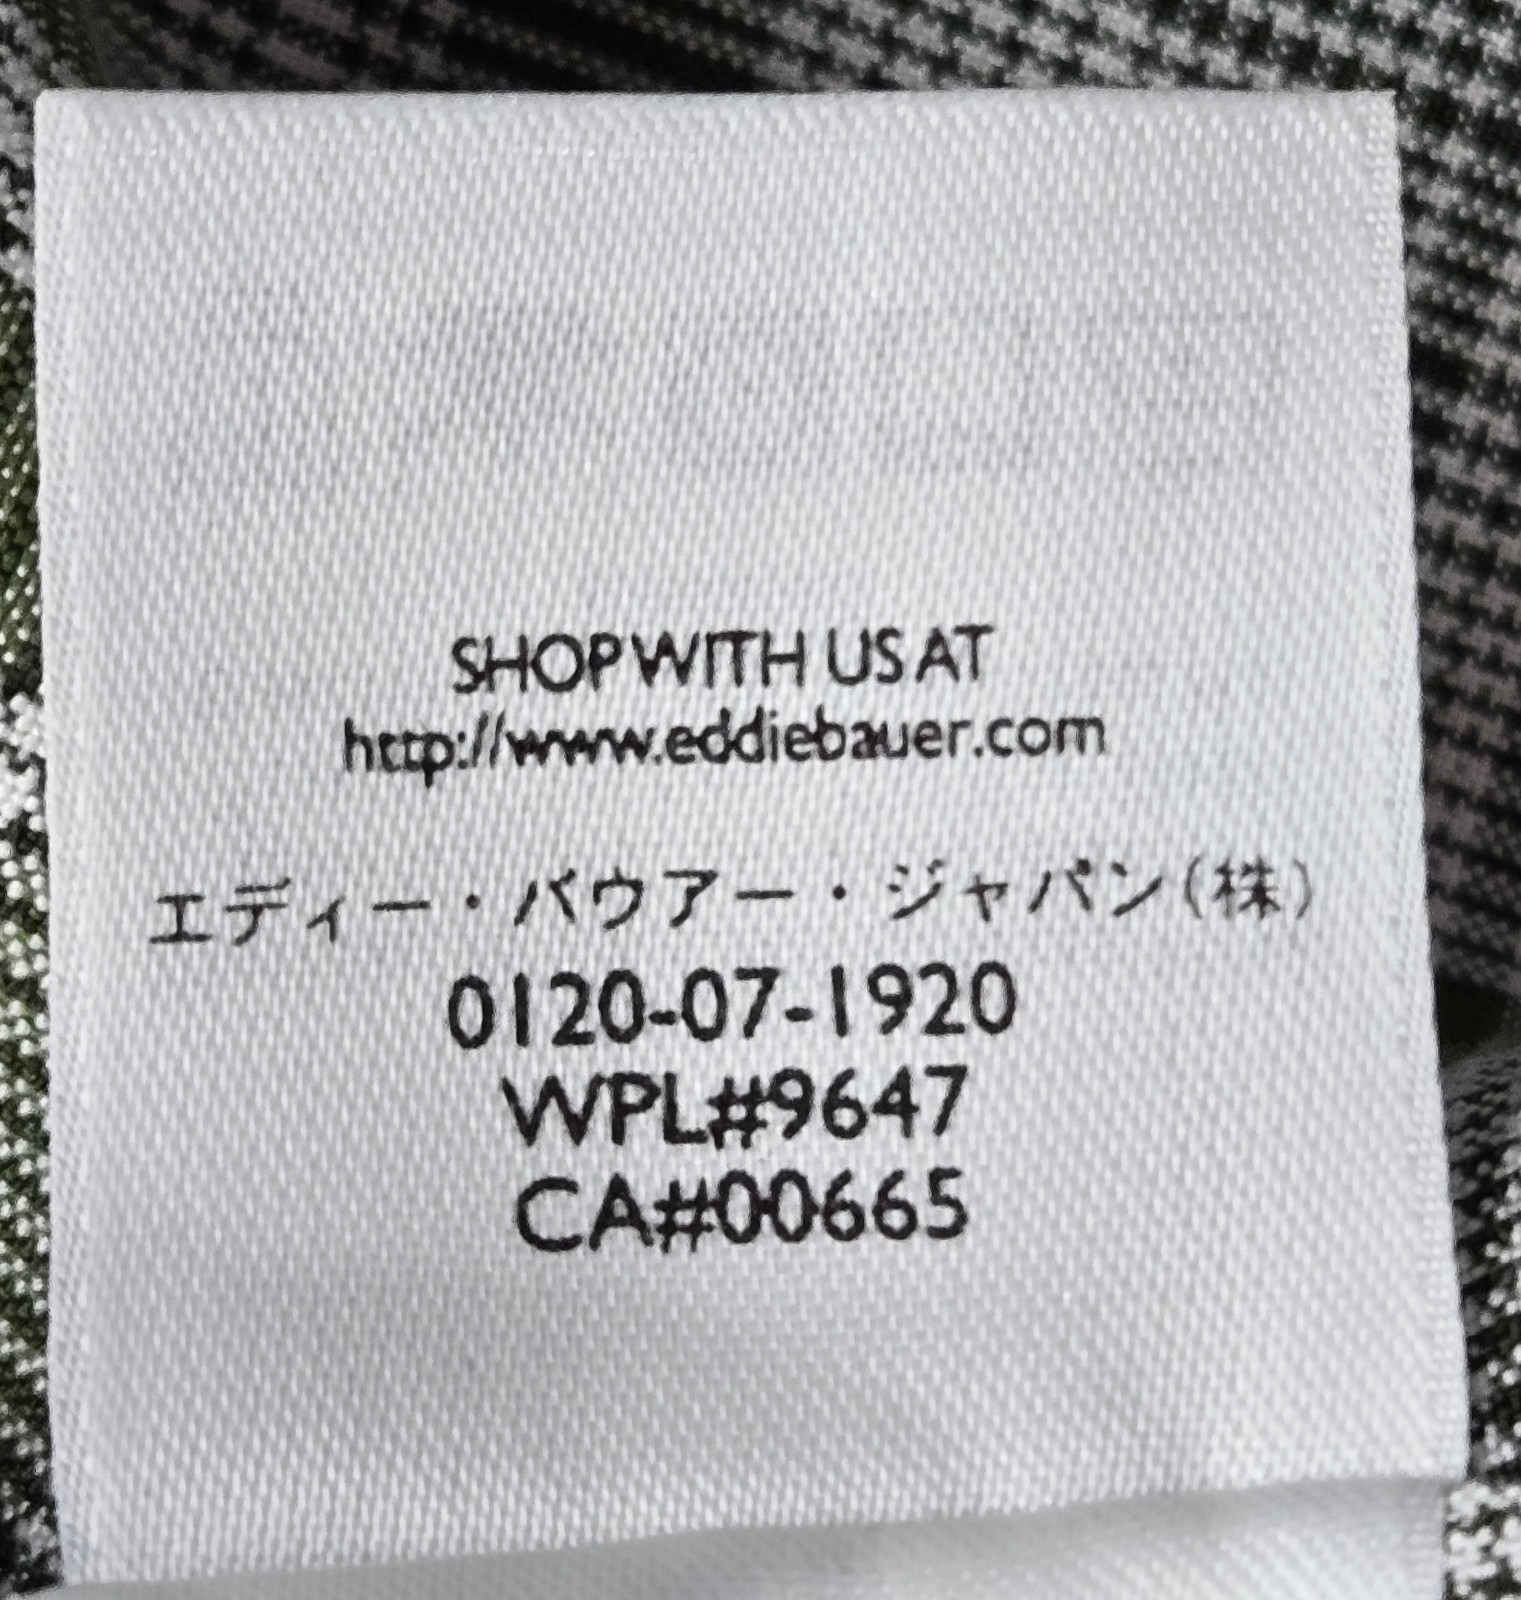 SHOP WITH US AT
http://www.eddiebauer.com
エディー・バウアー・ジャパン(株)
0120-07-1920
WPL#9647
CA#00665